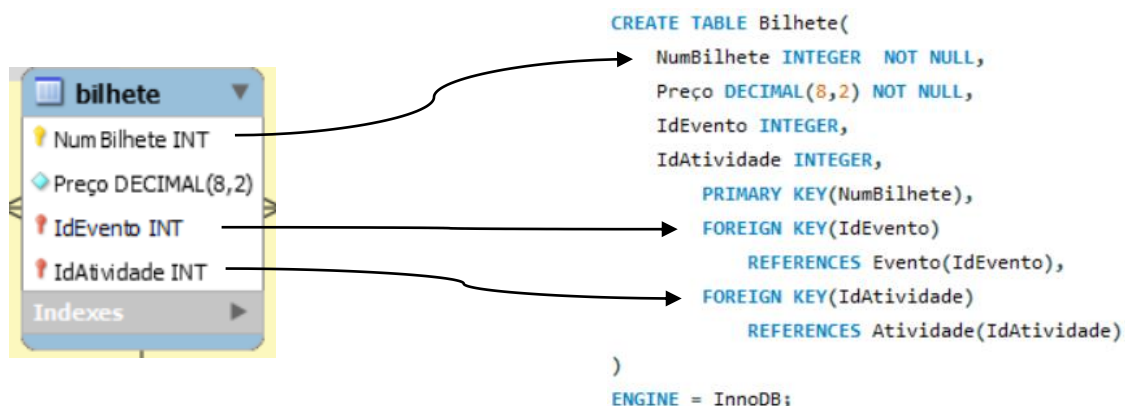 bilhete
NumBilhete INT
Preço DECIMAL(8,2)
IdEvento INT
IdAtividade INT
Indexes
CREATE TABLE Bilhete(
NumBilhete INTEGER NOT NULL,
Preço DECIMAL(8,2) NOT NULL,
IdEvento INTEGER,
IdAtividade INTEGER,
PRIMARY KEY(NumBilhete),
FOREIGN KEY(IdEvento)
REFERENCES Evento(IdEvento),
FOREIGN KEY(IdAtividade)
REFERENCES Atividade(IdAtividade)
)
ENGINE = InnoDB;